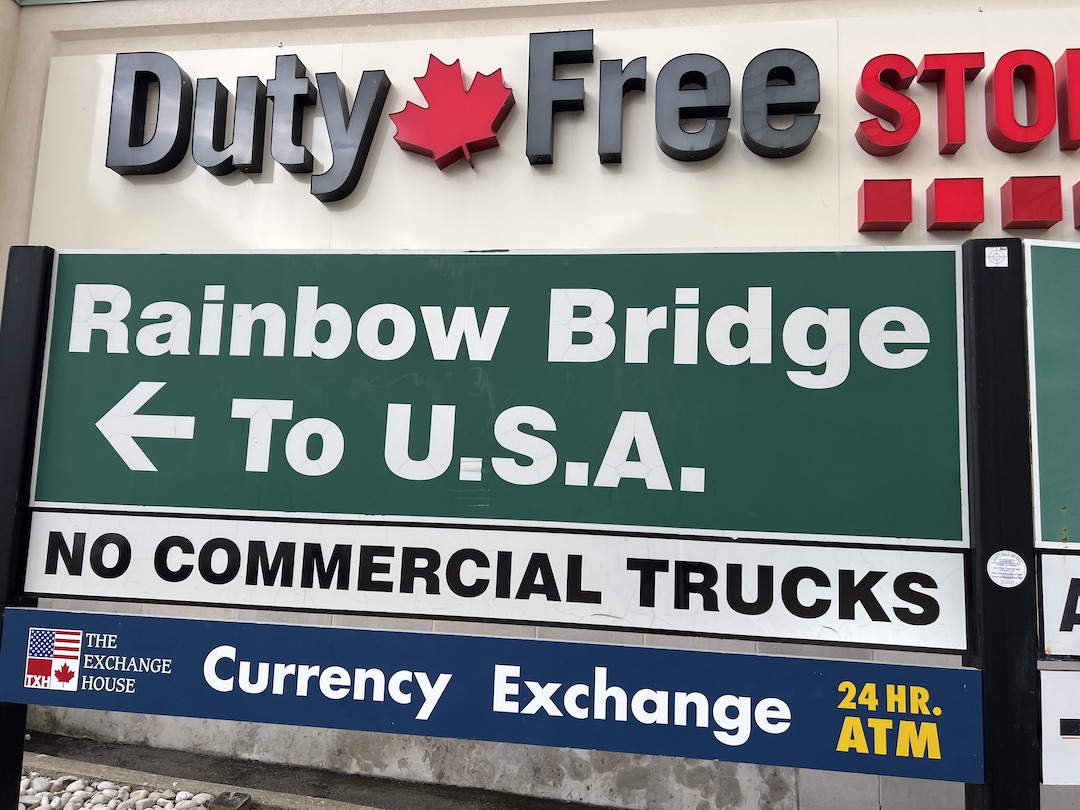 Duty Free STO
Rainbow Bridge
← To U.S.A.
NO COMMERCIAL TRUCKS
TXH
THE
EXCHANGE
HOUSE
Currency Exchange
24 HR.
ATM